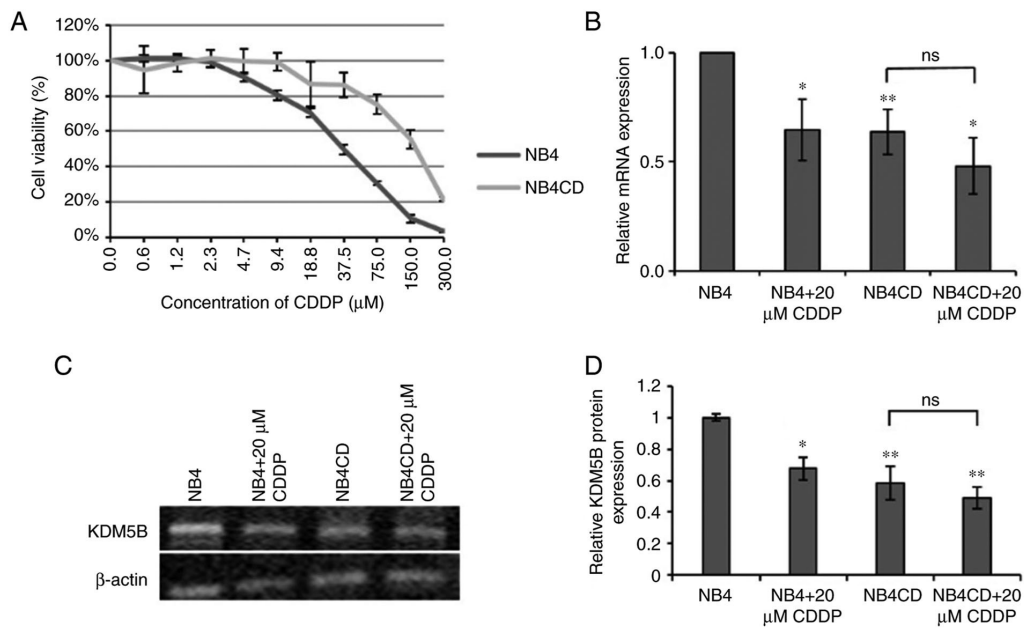 A
120%
100%
80%
60%
40%
20%
0%
Cell viability (%)
0.0
0.6
1.2
2.3
4.7
9.4
18.8
37.5
75.0
150.0
300.0
Concentration of CDDP (μM)
NB4
NB4CD
B
Relative mRNA expression
1.0
0.5
0.0
*
**
*
ns
NB4
NB4+20
μM CDDP
NB4CD
NB4CD+20
μM CDDP
C
NB4
NB4+20 μM
CDDP
NB4CD
NB4CD+20 μM
CDDP
KDM5B
β-actin
D
Relative KDM5B protein
expression
1.2
1
0.8
0.6
0.4
0.2
0
*
**
**
ns
NB4
NB4+20
μM CDDP
NB4CD
NB4CD+20
μM CDDP